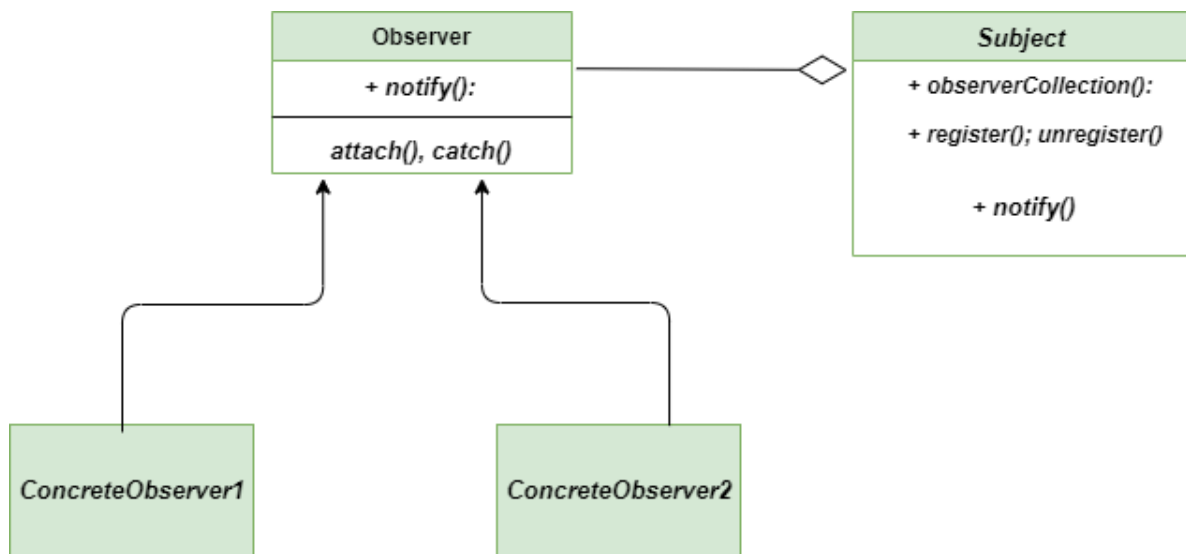 Observer
+ notify():
attach(), catch()
Subject
+ observerCollection():
+ register(); unregister()
+ notify()
ConcreteObserver1
ConcreteObserver2